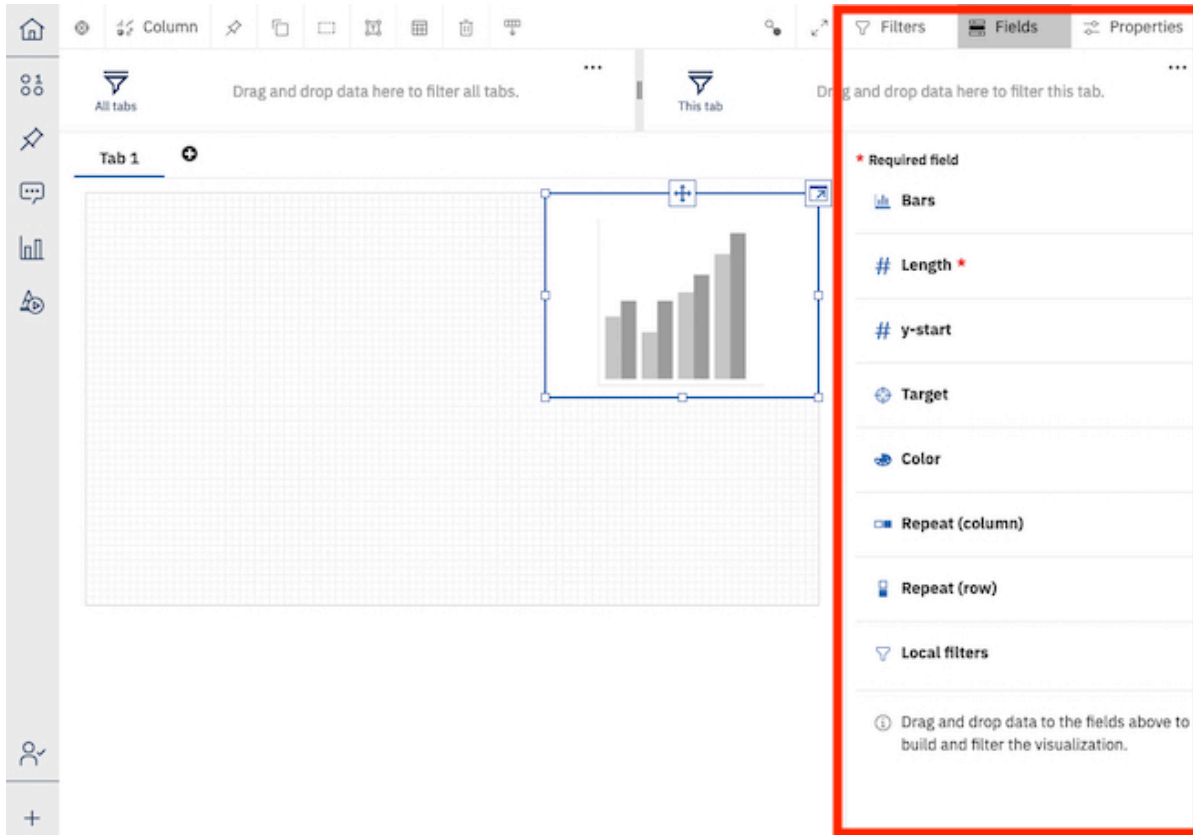 Column
Filters
Fields
Properties
All tabs
Drag and drop data here to filter all tabs.
This tab
Drag and drop data here to filter this tab.
Tab 1
* Required field
Bars
Length *
y-start
Target
Color
Repeat (column)
Repeat (row)
Local filters
Drag and drop data to the fields above to
build and filter the visualization.